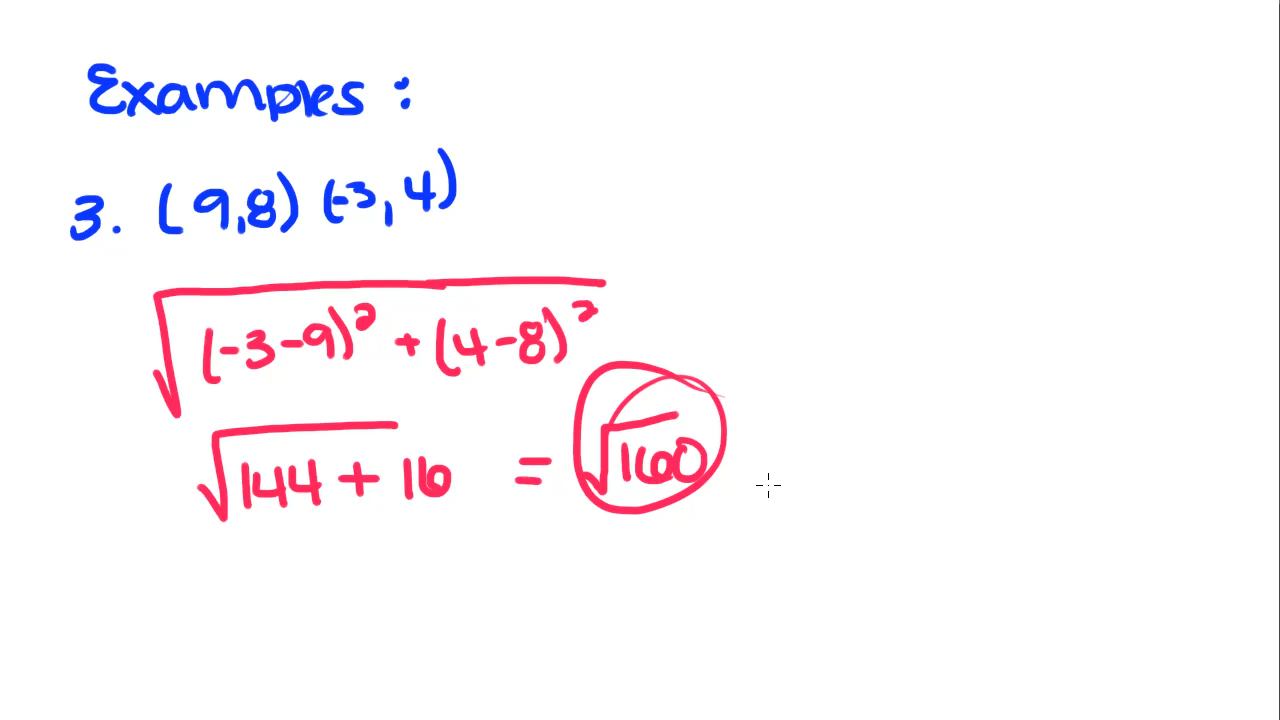 Examples :
3. (9,8) (-3,4)
√(-3-9)² + (4-8)²
√144 + 16 = √160